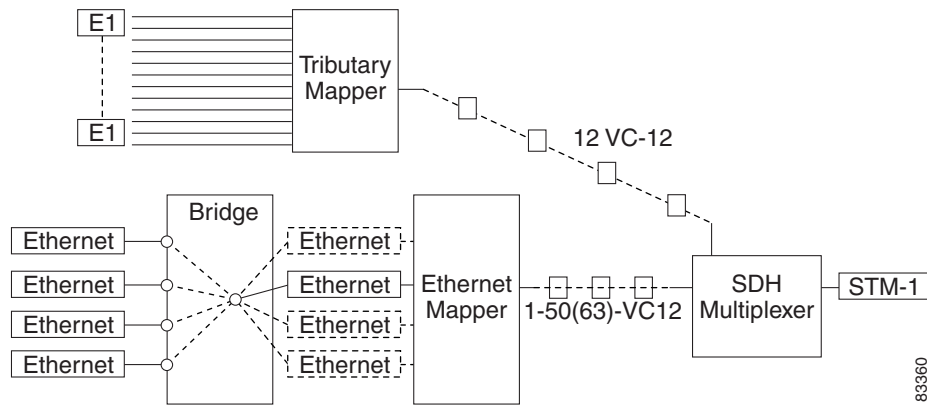 E1
E1
Tributary
Mapper
12 VC-12
Bridge
Ethernet
Ethernet
Ethernet
Ethernet
Ethernet
Ethernet
Ethernet
Ethernet
Ethernet
Mapper
1-50(63)-VC12
SDH
Multiplexer
STM-1
83360